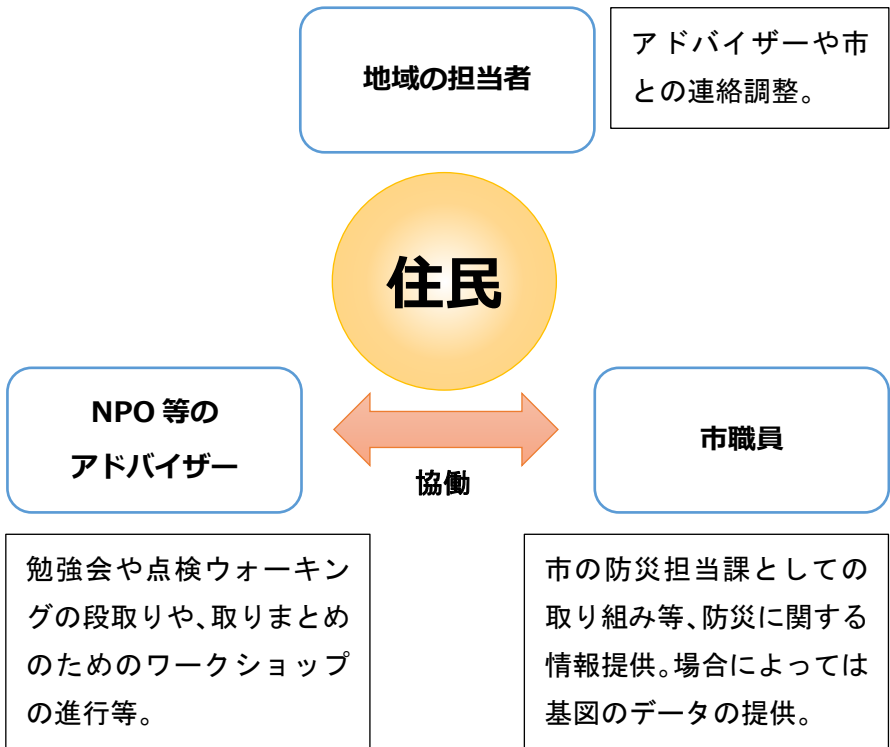 地域の担当者
アドバイザーや市
との連絡調整。
住民
NPO 等の
アドバイザー
協働
市職員
勉強会や点検ウォーキン
グの段取りや、取りまとめ
のためのワークショップ
の進行等。
市の防災担当課としての
取り組み等、防災に関する
情報提供。場合によっては
基図のデータの提供。